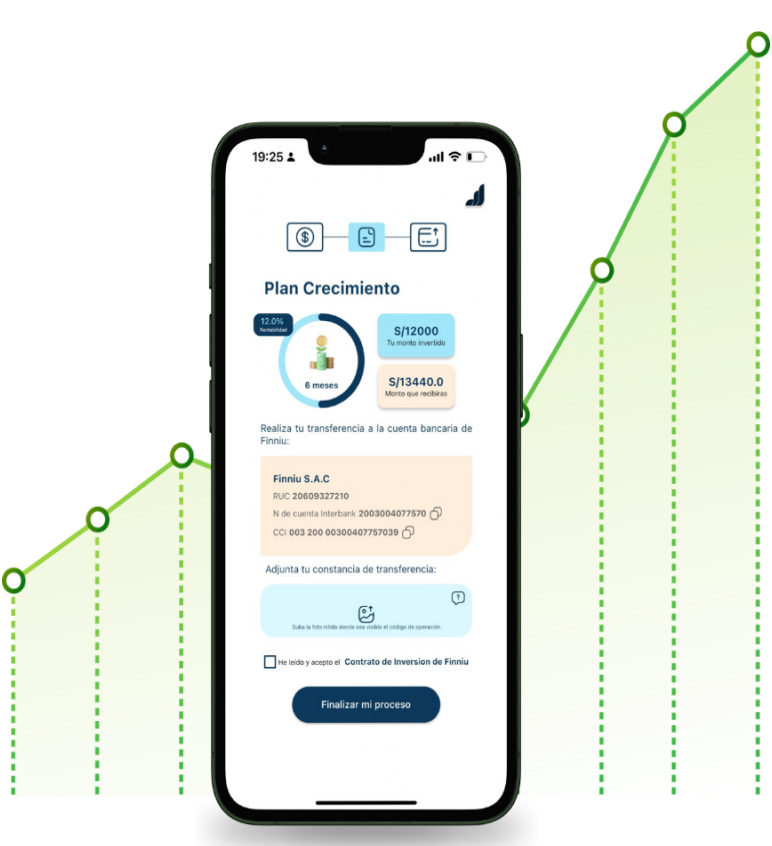 19:25
Plan Crecimiento
12.0%
Rentabilidad
6 meses
S/12000
Tu monto invertido
S/13440.0
Monto que recibiras
Realiza tu transferencia a la cuenta bancaria de
Finniu:
Finniu S.A.C
RUC 20609327210
N de cuenta Interbank 2003004077570
CCI 003 200 00300407757039
Adjunta tu constancia de transferencia:
Suba la foto nitida donde sea visible el código de operación
He leido y acepto el Contrato de Inversion de Finniu
Finalizar mi proceso